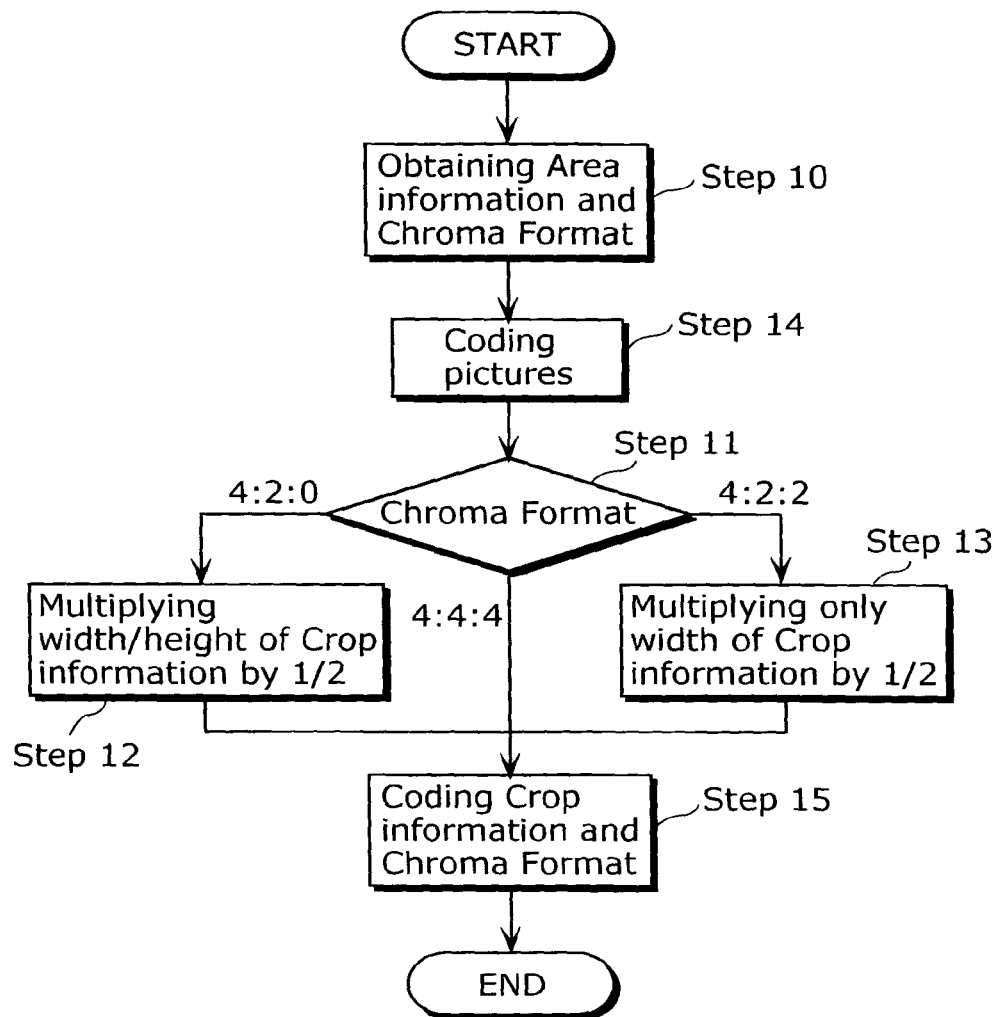 START
Obtaining Area
information and
Chroma Format
Step 10
Coding
pictures
Step 14
Step 11
4:2:0
Chroma Format
4:2:2
Step 13
Multiplying
width/height of Crop
information by 1/2
4:4:4
Multiplying only
width of Crop
information by 1/2
Step 12
Coding Crop
information and
Chroma Format
Step 15
END